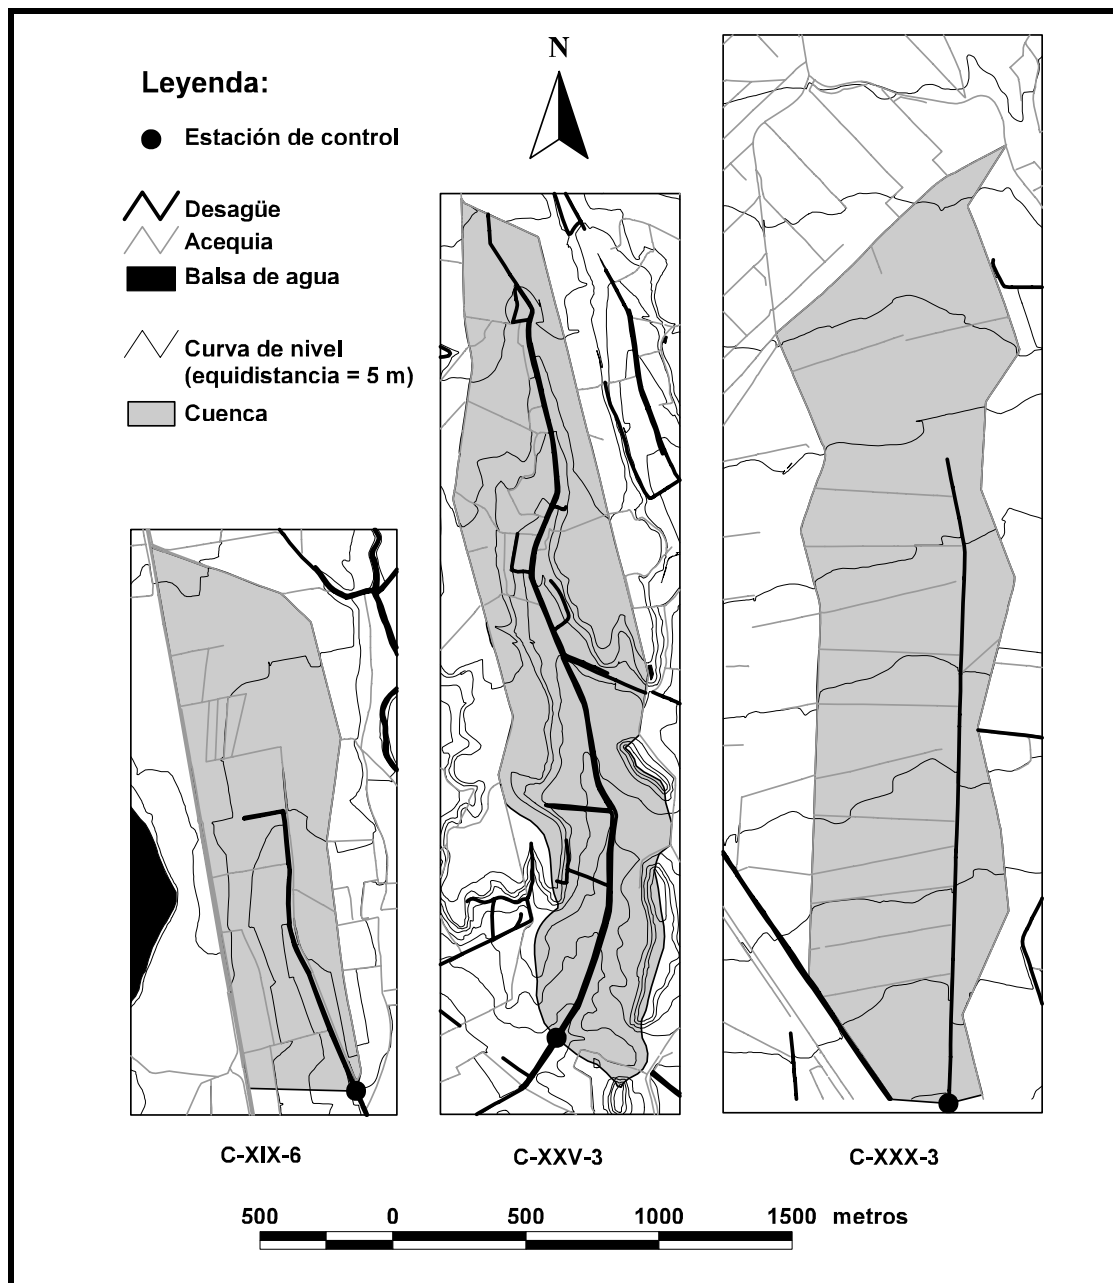 N
Leyenda:
Estación de control
Desagüe
Acequia
Balsa de agua
Curva de nivel
(equidistancia = 5 m)
Cuenca
C-XIX-6
C-XXV-3
C-XXX-3
500 0 500 1000 1500 metros